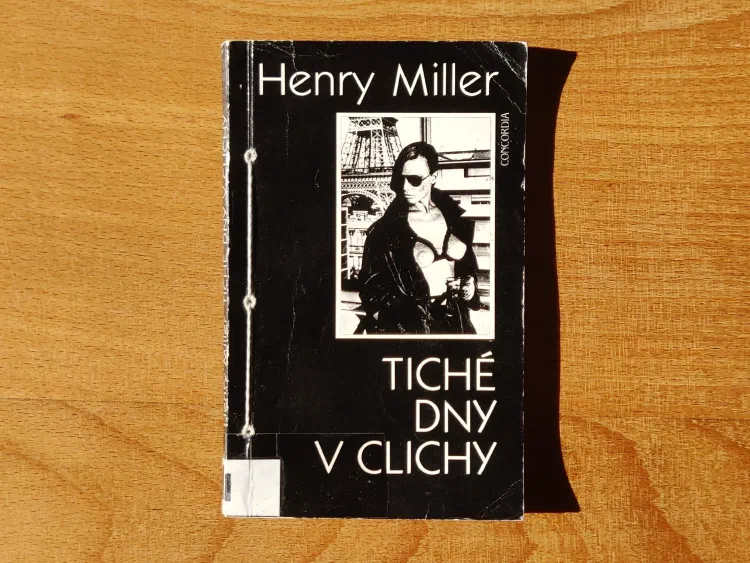 Henry Miller
CONCORDIA
TICHÉ
DNY
V CLICHY